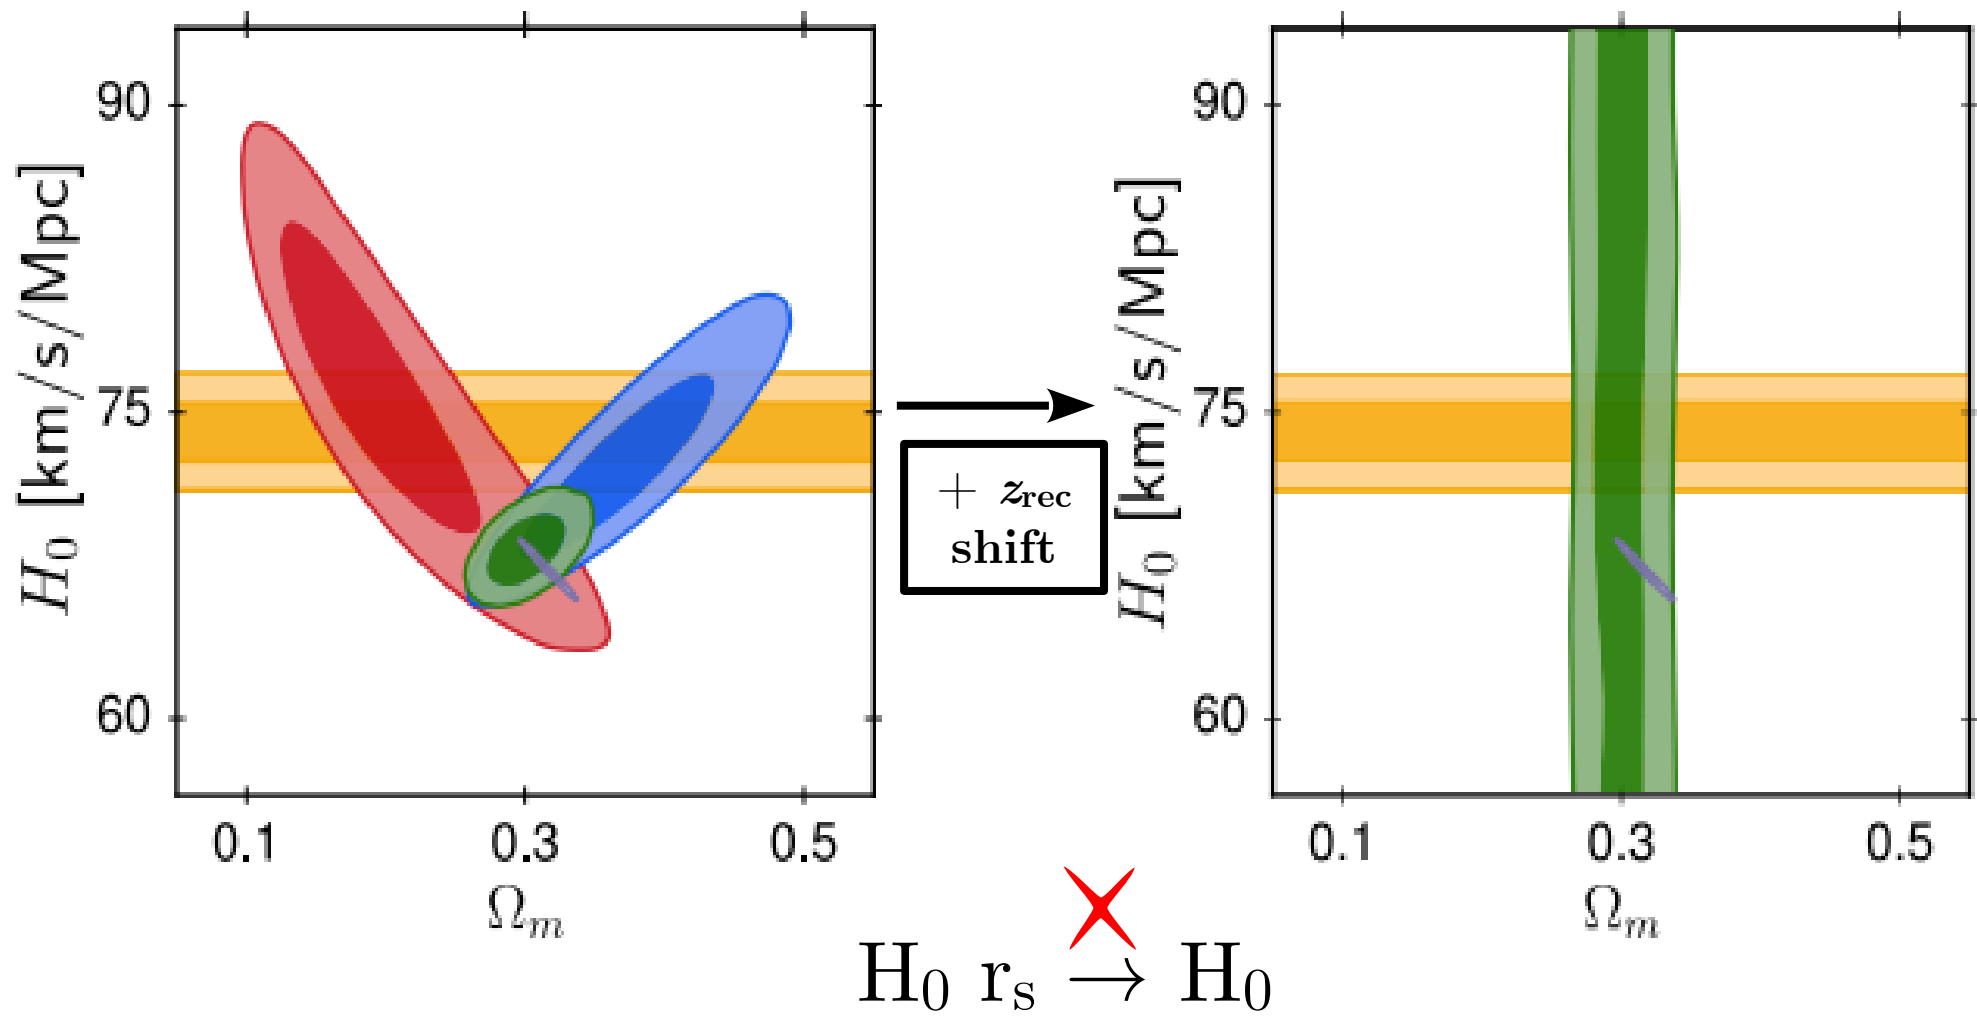 H₀ [km/s/Mpc]
90
75
60
0.1 0.3 0.5
Ωₘ
+ z_rec
shift
H₀ [km/s/Mpc]
90
75
60
0.1 0.3 0.5
Ωₘ
H₀ rₛ → H₀